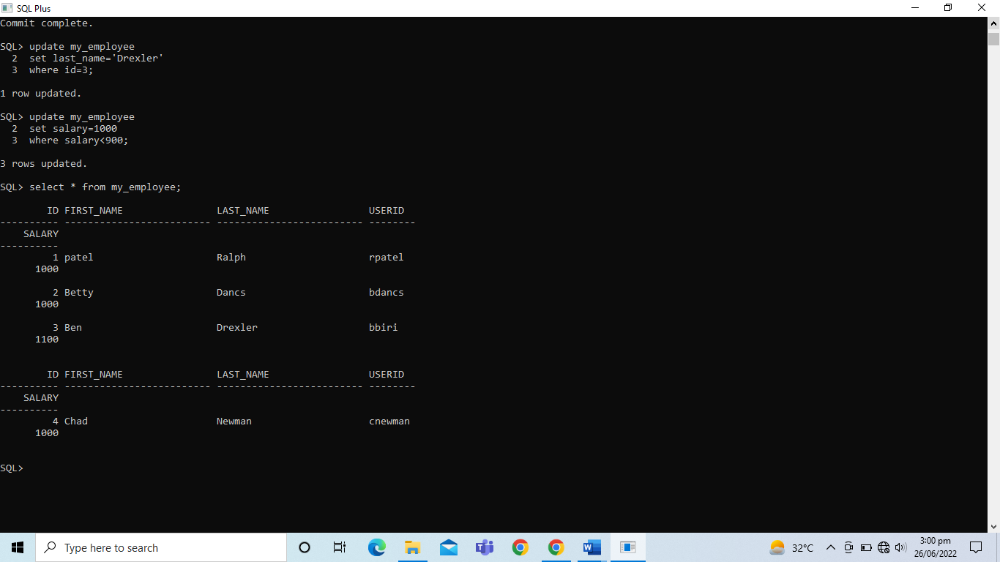 SQL Plus
Commit complete.
SQL> update my_employee
2 set last_name='Drexler'
3 where id=3;
1 row updated.
SQL> update my_employee
2 set salary=1000
3 where salary<900;
3 rows updated.
SQL> select * from my_employee;
ID FIRST_NAME LAST_NAME USERID
---------- ------------------------- ------------------------- --------
SALARY
----------
1 patel Ralph rpatel
1000
2 Betty Dancs bdancs
1000
3 Ben Drexler bbiri
1100
ID FIRST_NAME LAST_NAME USERID
---------- ------------------------- ------------------------- --------
SALARY
----------
4 Chad Newman cnewman
1000
SQL>
Type here to search
32°C
3:00 pm
26/06/2022